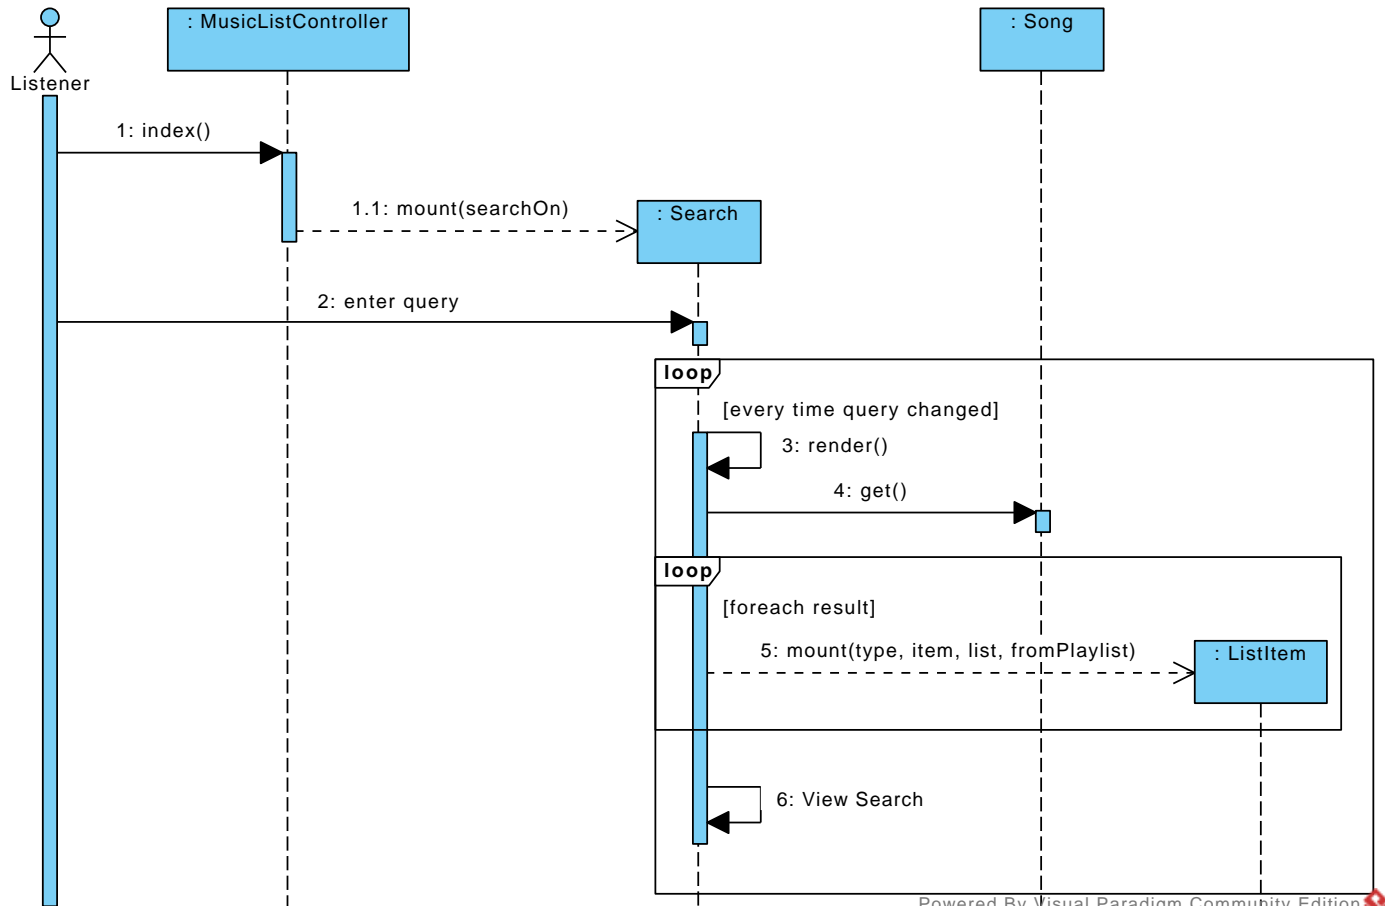 : MusicListController
: Song
Listener
1: index()
1.1: mount(searchOn)
: Search
2: enter query
loop
[every time query changed]
3: render()
4: get()
loop
[foreach result]
5: mount(type, item, list, fromPlaylist)
: ListItem
6: View Search
Powered By Visual Paradigm Community Edition